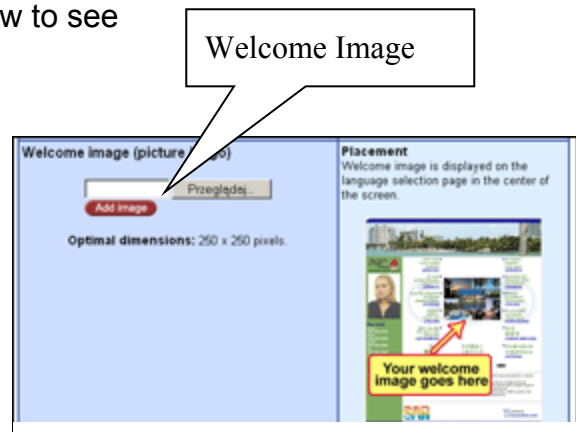 w to see
Welcome Image
Welcome image (picture
Przeglądaj...
Add image
Optimal dimensions: 250 x 250 pixels.
Placement
Welcome image is displayed on the
language selection page in the center of
the screen.
Your welcome
image goes here